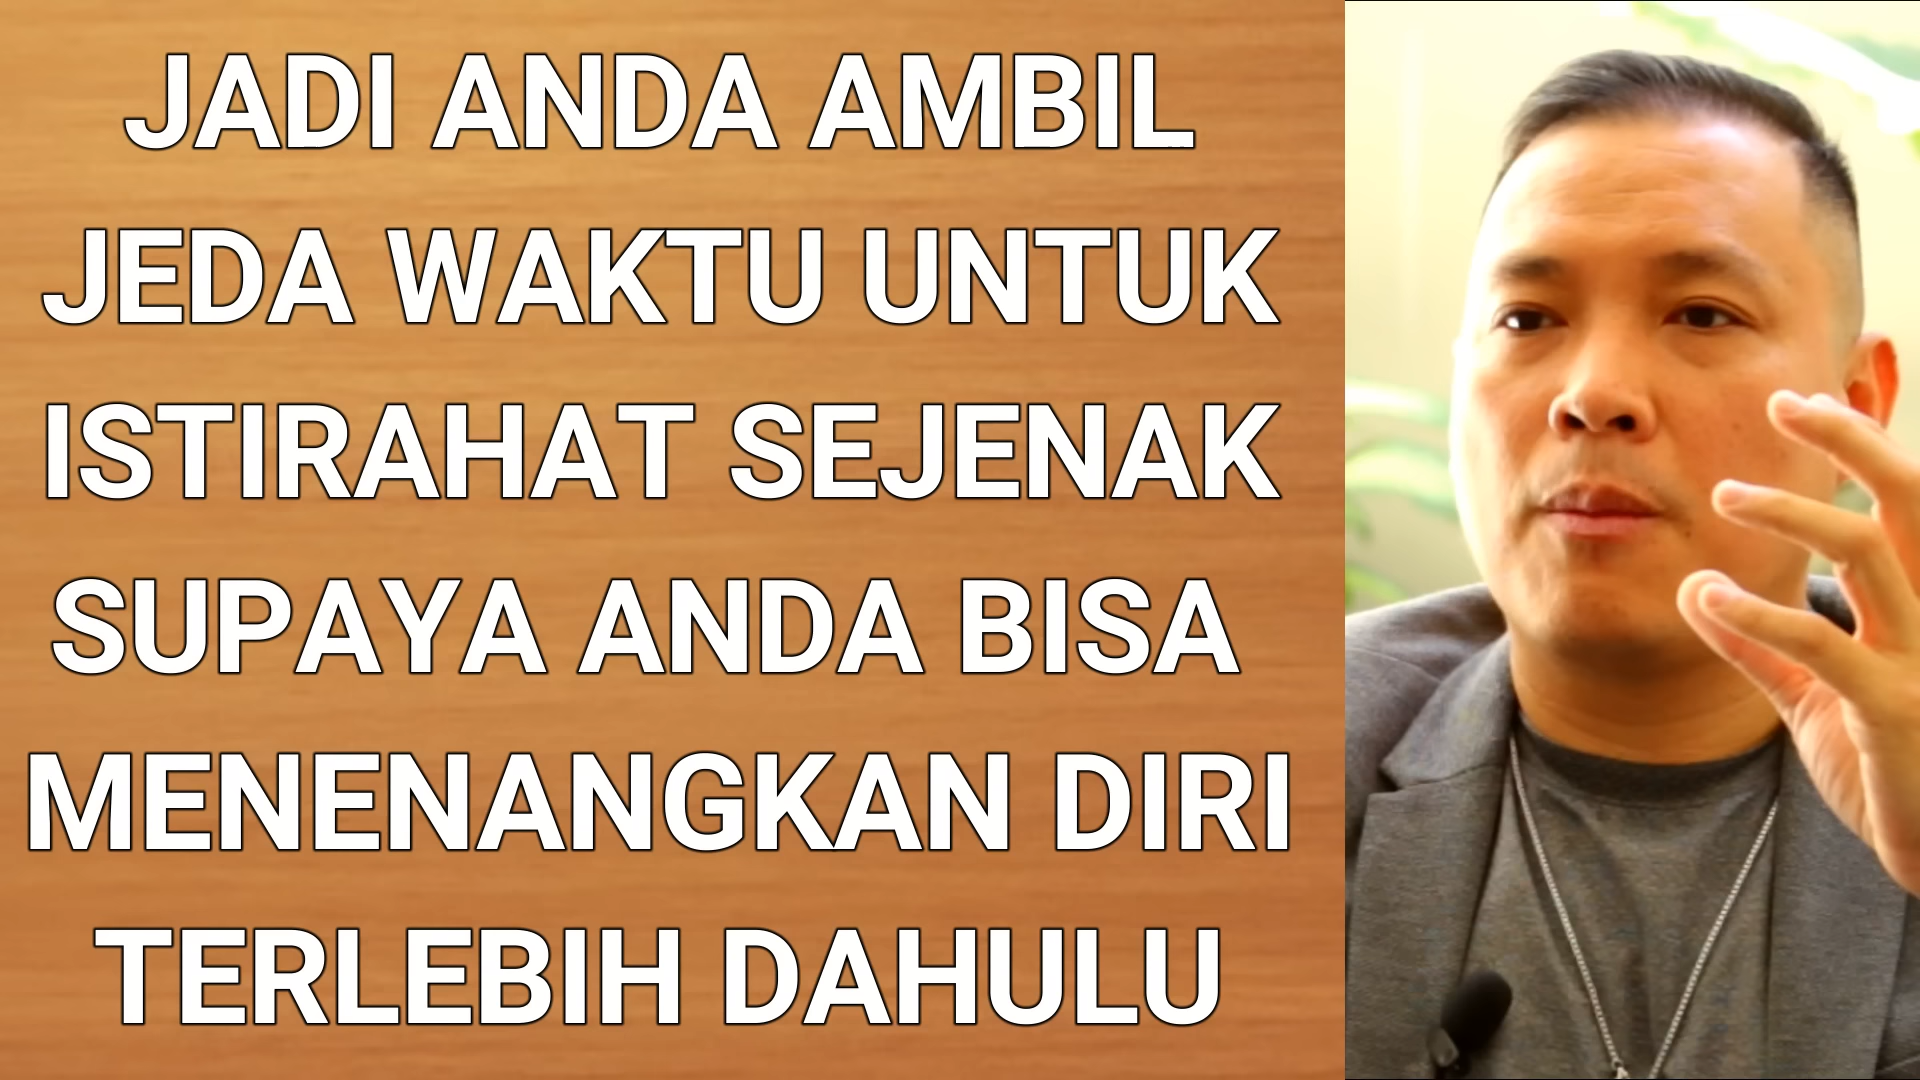 JADI ANDA AMBIL
JEDA WAKTU UNTUK
ISTIRAHAT SEJENAK
SUPAYA ANDA BISA
MENENANGKAN DIRI
TERLEBIH DAHULU